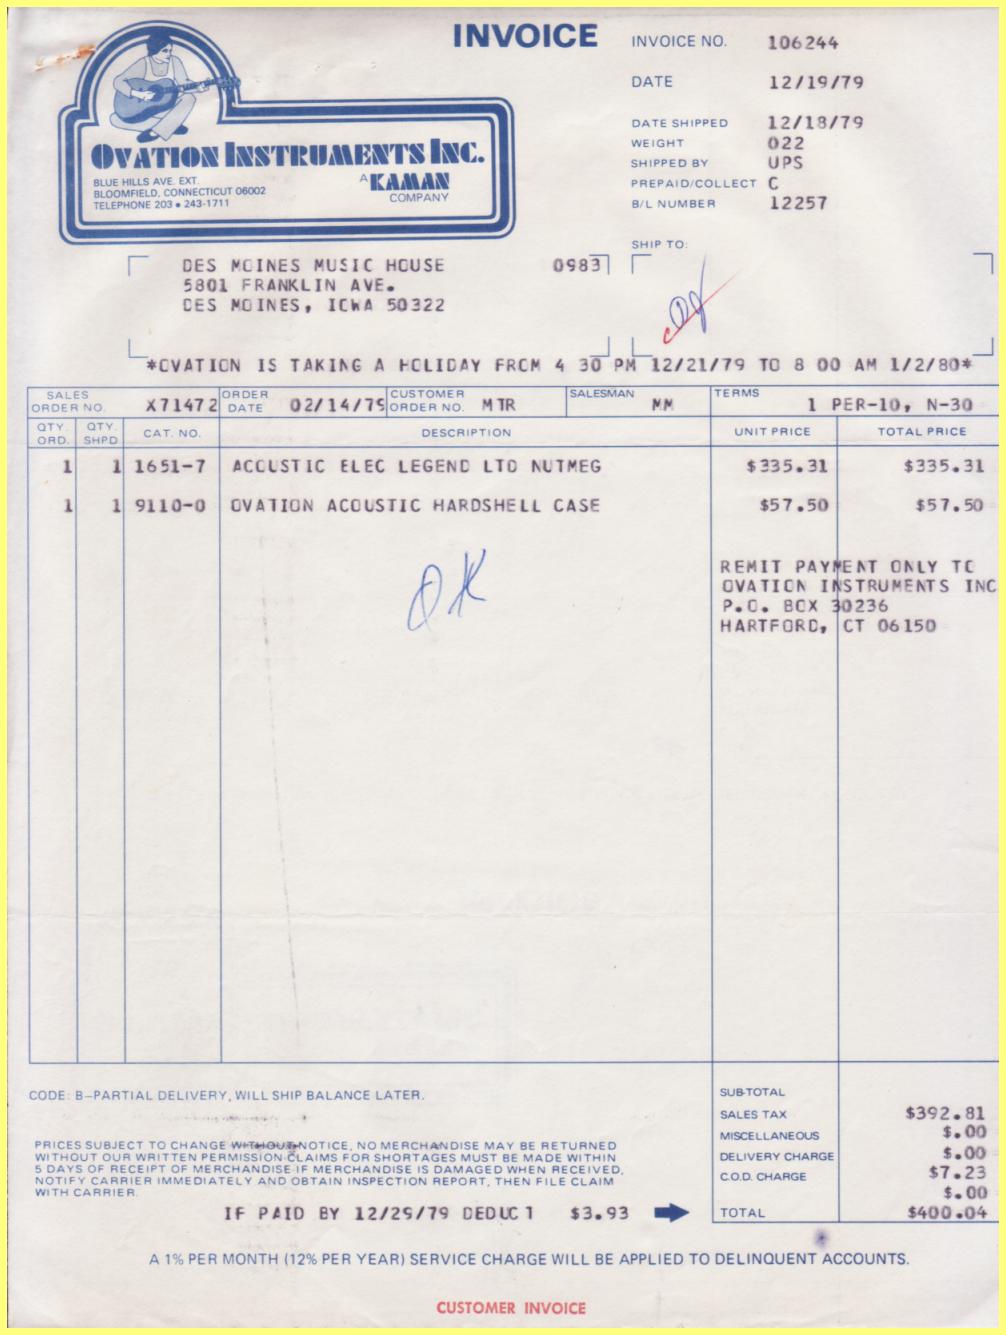 INVOICE
INVOICE NO. 106244
DATE 12/19/79
DATE SHIPPED 12/18/79
WEIGHT 022
SHIPPED BY UPS
PREPAID/COLLECT C
B/L NUMBER 12257
OVATION INSTRUMENTS INC.
A KAMAN COMPANY
BLUE HILLS AVE. EXT.
BLOOMFIELD, CONNECTICUT 06002
TELEPHONE 203 • 243-1711
SHIP TO:
DES MOINES MUSIC HOUSE 0983
5801 FRANKLIN AVE.
DES MOINES, IOWA 50322
*OVATION IS TAKING A HOLIDAY FROM 4 30 PM 12/21/79 TO 8 00 AM 1/2/80*
SALES ORDER NO. X71472 ORDER DATE 02/14/79 CUSTOMER ORDER NO. MTR SALESMAN MM TERMS 1 PER-10, N-30
QTY. ORD. QTY. SHPD CAT. NO. DESCRIPTION UNIT PRICE TOTAL PRICE
1 1 1651-7 ACOUSTIC ELEC LEGEND LTD NUTMEG $335.31 $335.31
1 1 9110-0 OVATION ACOUSTIC HARDSHELL CASE $57.50 $57.50
OK
REMIT PAYMENT ONLY TO
OVATION INSTRUMENTS INC
P.O. BOX 30236
HARTFORD, CT 06150
CODE: B-PARTIAL DELIVERY, WILL SHIP BALANCE LATER.
PRICES SUBJECT TO CHANGE WITHOUT NOTICE, NO MERCHANDISE MAY BE RETURNED
WITHOUT OUR WRITTEN PERMISSION CLAIMS FOR SHORTAGES MUST BE MADE WITHIN
5 DAYS OF RECEIPT OF MERCHANDISE IF MERCHANDISE IS DAMAGED WHEN RECEIVED,
NOTIFY CARRIER IMMEDIATELY AND OBTAIN INSPECTION REPORT, THEN FILE CLAIM
WITH CARRIER.
SUB-TOTAL $392.81
SALES TAX $.00
MISCELLANEOUS $.00
DELIVERY CHARGE $7.23
C.O.D. CHARGE $.00
IF PAID BY 12/29/79 DEDUCT $3.93 TOTAL $400.04
A 1% PER MONTH (12% PER YEAR) SERVICE CHARGE WILL BE APPLIED TO DELINQUENT ACCOUNTS.
CUSTOMER INVOICE